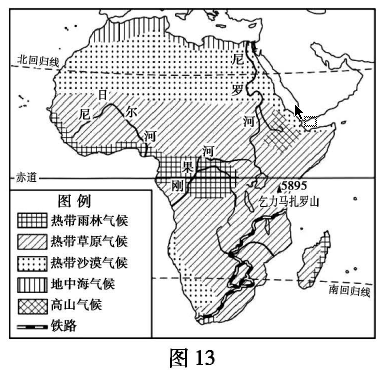 北回归线
尼
罗
河
尼
日
尔
河
刚
果
河
赤道
5895
乞力马扎罗山
南回归线
图例
热带雨林气候
热带草原气候
热带沙漠气候
地中海气候
高山气候
铁路
图 13